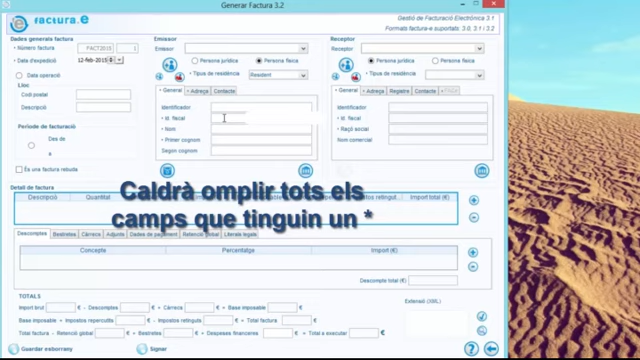 Generar Factura 3.2
factura.e
Gestió de Facturació Electrònica 3.1
Formats factura-e suportats 3.0, 3.1 i 3.2
Dades generals factura
Número factura FACT2015 1
Data d'expedició 12-feb-2015
Data operació
Lloc
Codi postal
Descripció
Període de facturació
De
a
És una factura rebuda
Emissor
Emissor
Persona jurídica Persona física
Tipus de residència Resident
General Adreça Contacte
Identificador
Id. fiscal
Nom
Primer cognom
Segon cognom
Receptor
Receptor
Persona jurídica Persona física
Tipus de residència
General Adreça Registre Contacte
Identificador
Id. fiscal
Raó social
Nom comercial
Caldrà omplir tots els
camps que tinguin un *
Detall de factura
Descripció Quantitat Import total (€)
Descomptes Bestretes Càrrecs Adjunts Dades de pagament Retenció global Literals legals
Concepte Percentatge Import (€)
Descompte total
TOTALS
Import brut € - Descomptes € + Càrrecs € = Base imposable €
Base imposable + Impostos repercutits € - Impostos retinguts € = Total factura €
Total factura - Retenció global € - Bestretes € + Despeses financeres € = Total a executar €
Extensió (XML)
Guardar esborrany
Signar